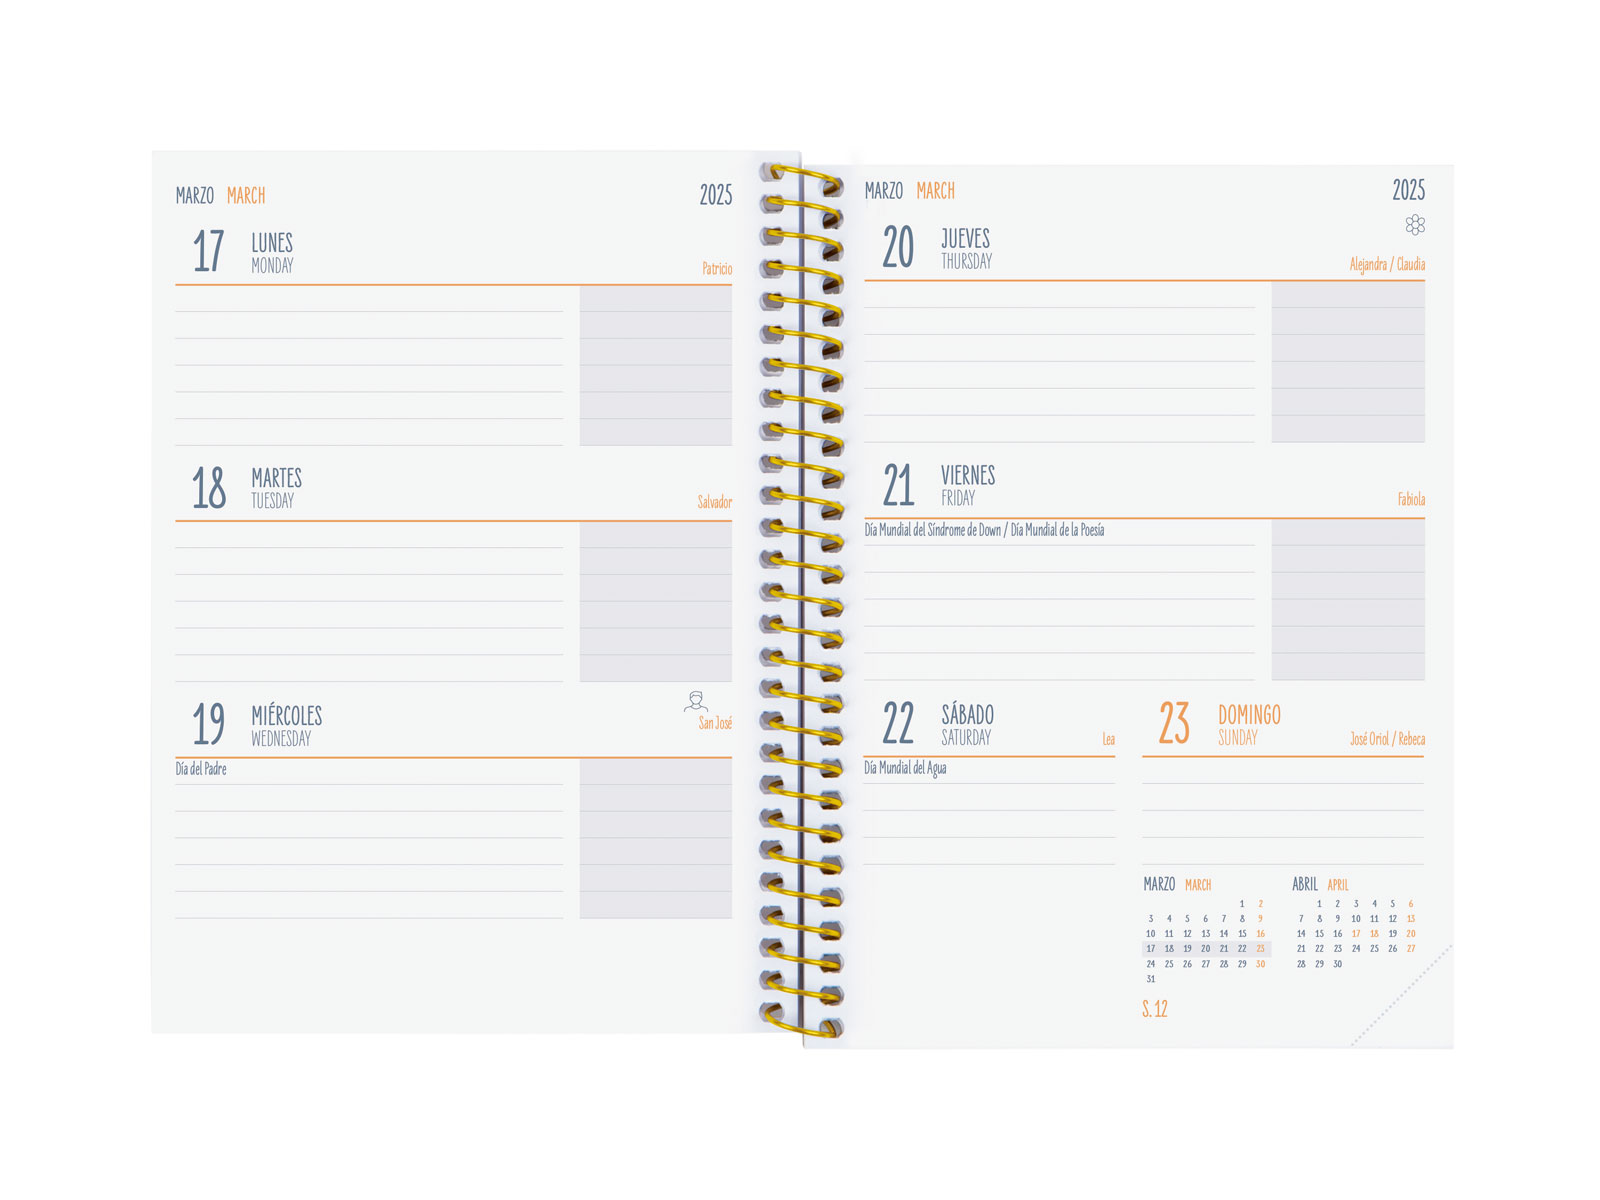 MARZO MARCH 2025
17 LUNES
MONDAY
Patricio
18 MARTES
TUESDAY
Salvador
19 MIÉRCOLES
WEDNESDAY
San José
Día del Padre
MARZO MARCH 2025
20 JUEVES
THURSDAY
Alejandra / Claudia
21 VIERNES
FRIDAY
Fabiola
Día Mundial del Síndrome de Down / Día Mundial de la Poesía
22 SÁBADO
SATURDAY
Lea
Día Mundial del Agua
23 DOMINGO
SUNDAY
José Oriol / Rebeca
MARZO MARCH
1 2
3 4 5 6 7 8 9
10 11 12 13 14 15 16
17 18 19 20 21 22 23
24 25 26 27 28 29 30
31
ABRIL APRIL
1 2 3 4 5 6
7 8 9 10 11 12 13
14 15 16 17 18 19 20
21 22 23 24 25 26 27
28 29 30
S. 12